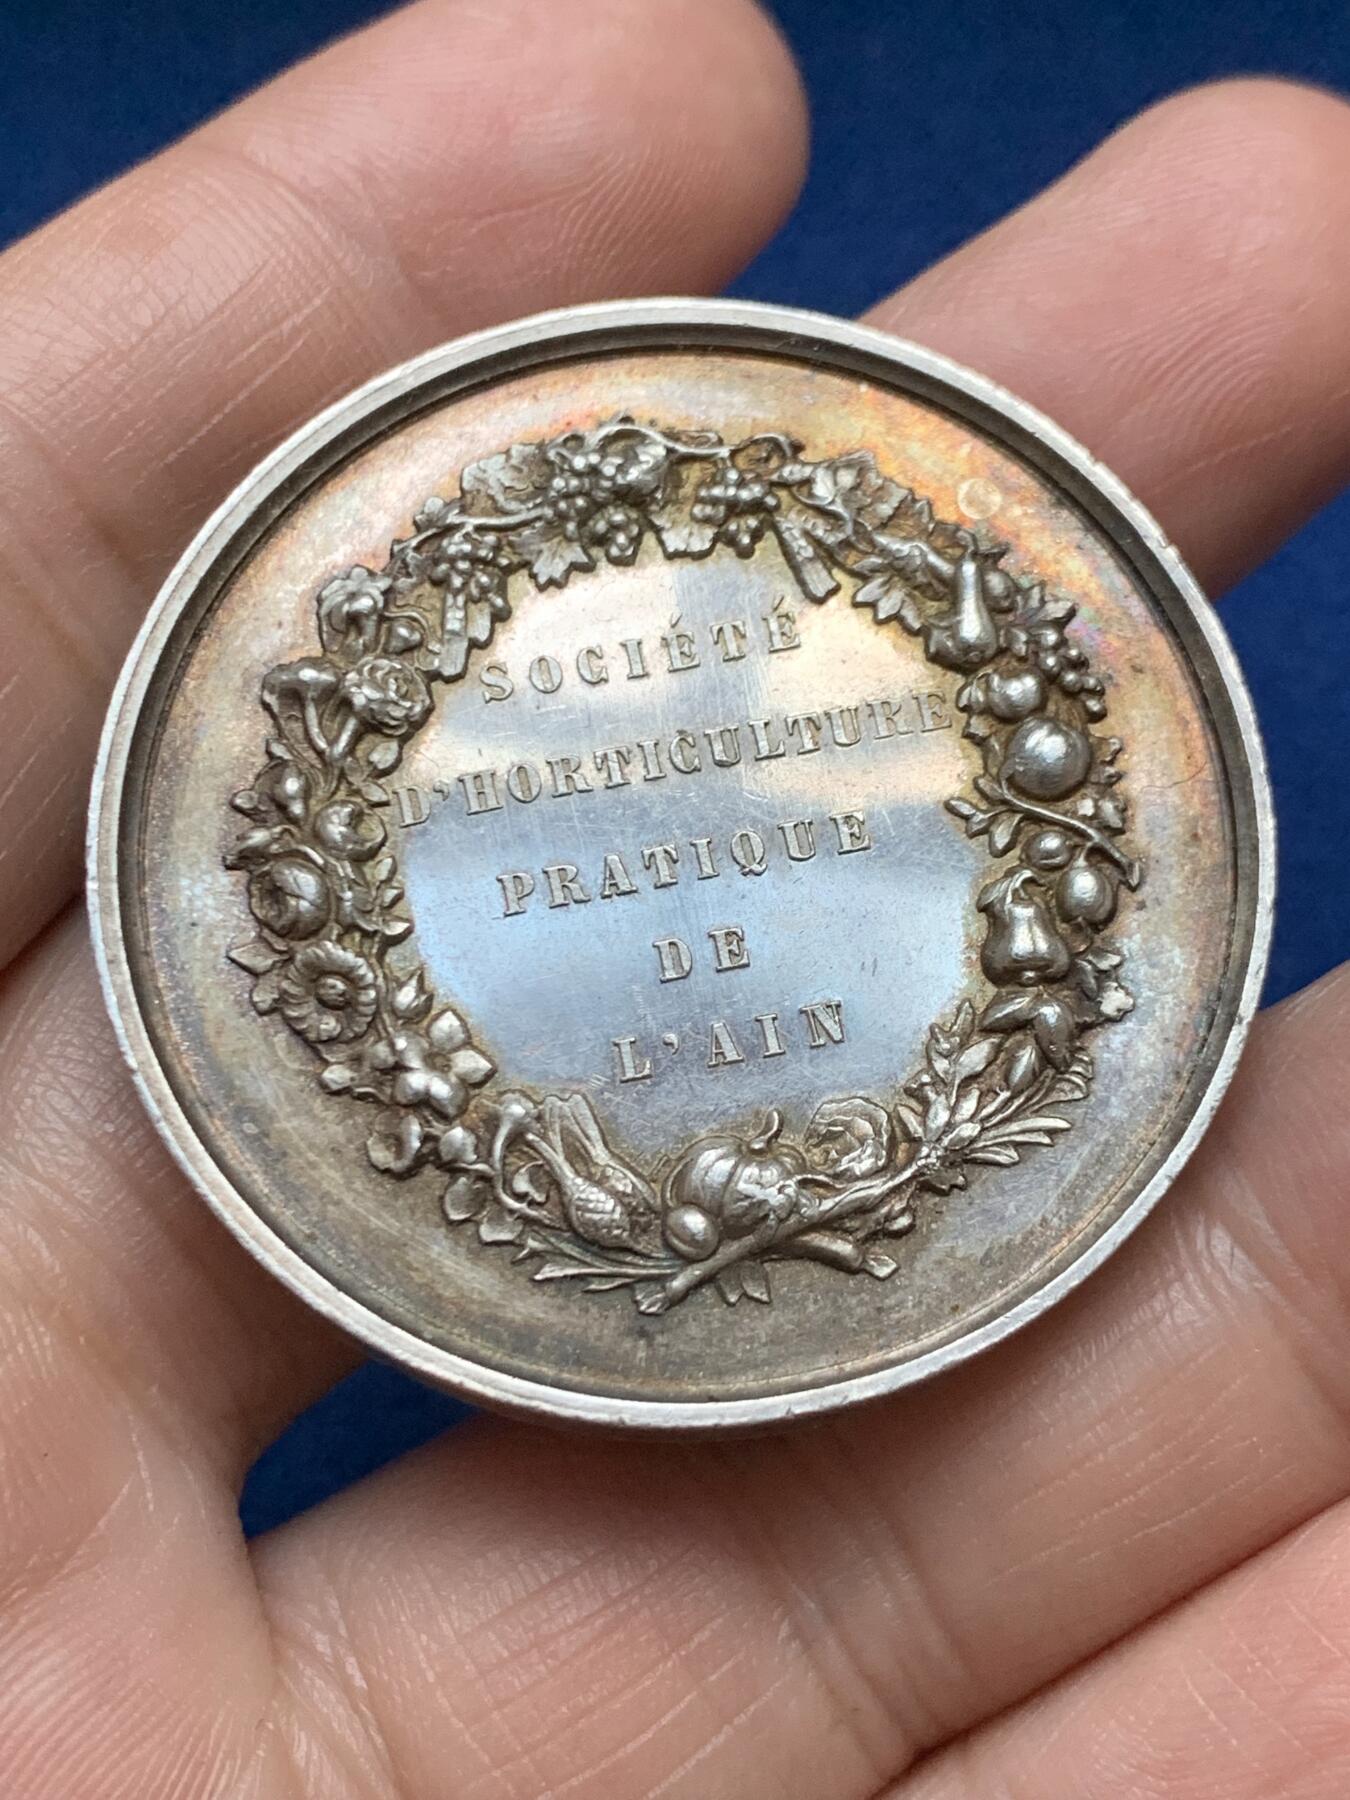 SOCIÉTÉ
D'HORTICULTURE
PRATIQUE
DE
L'AIN